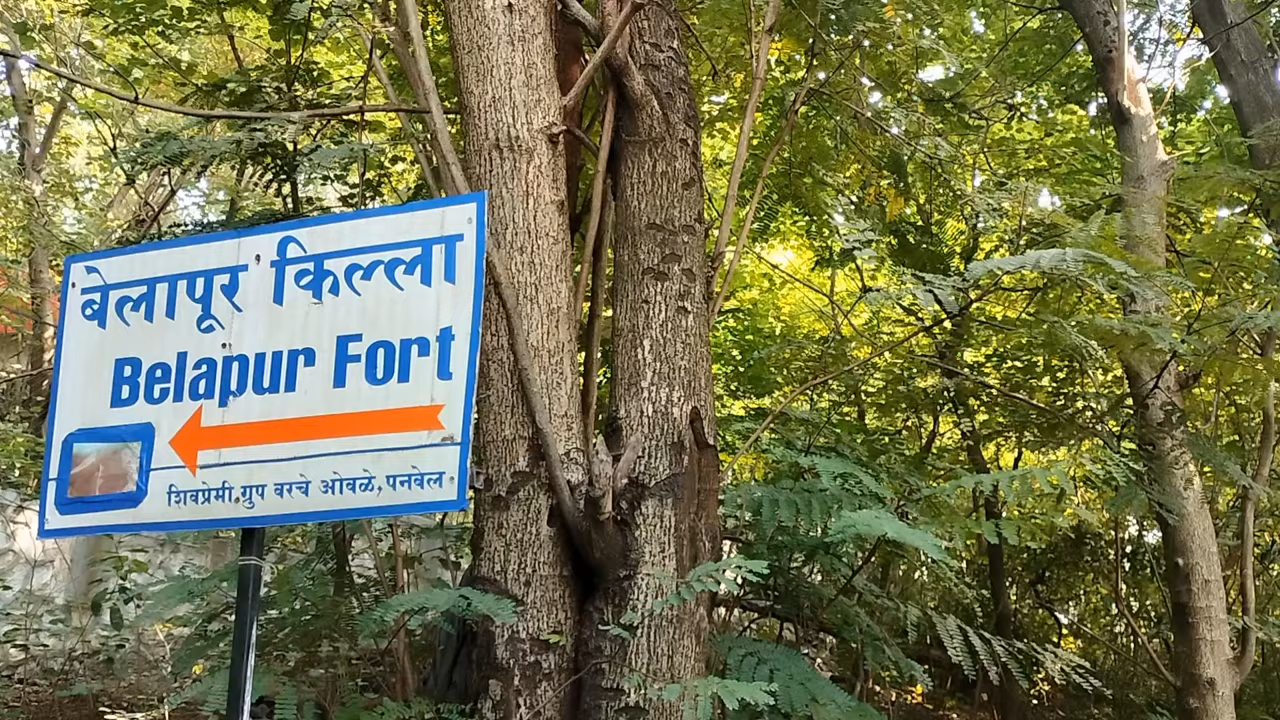 बेलापूर किल्ला
Belapur Fort
शिवप्रेमी ग्रुप वरचे ओवळे, पनवेल